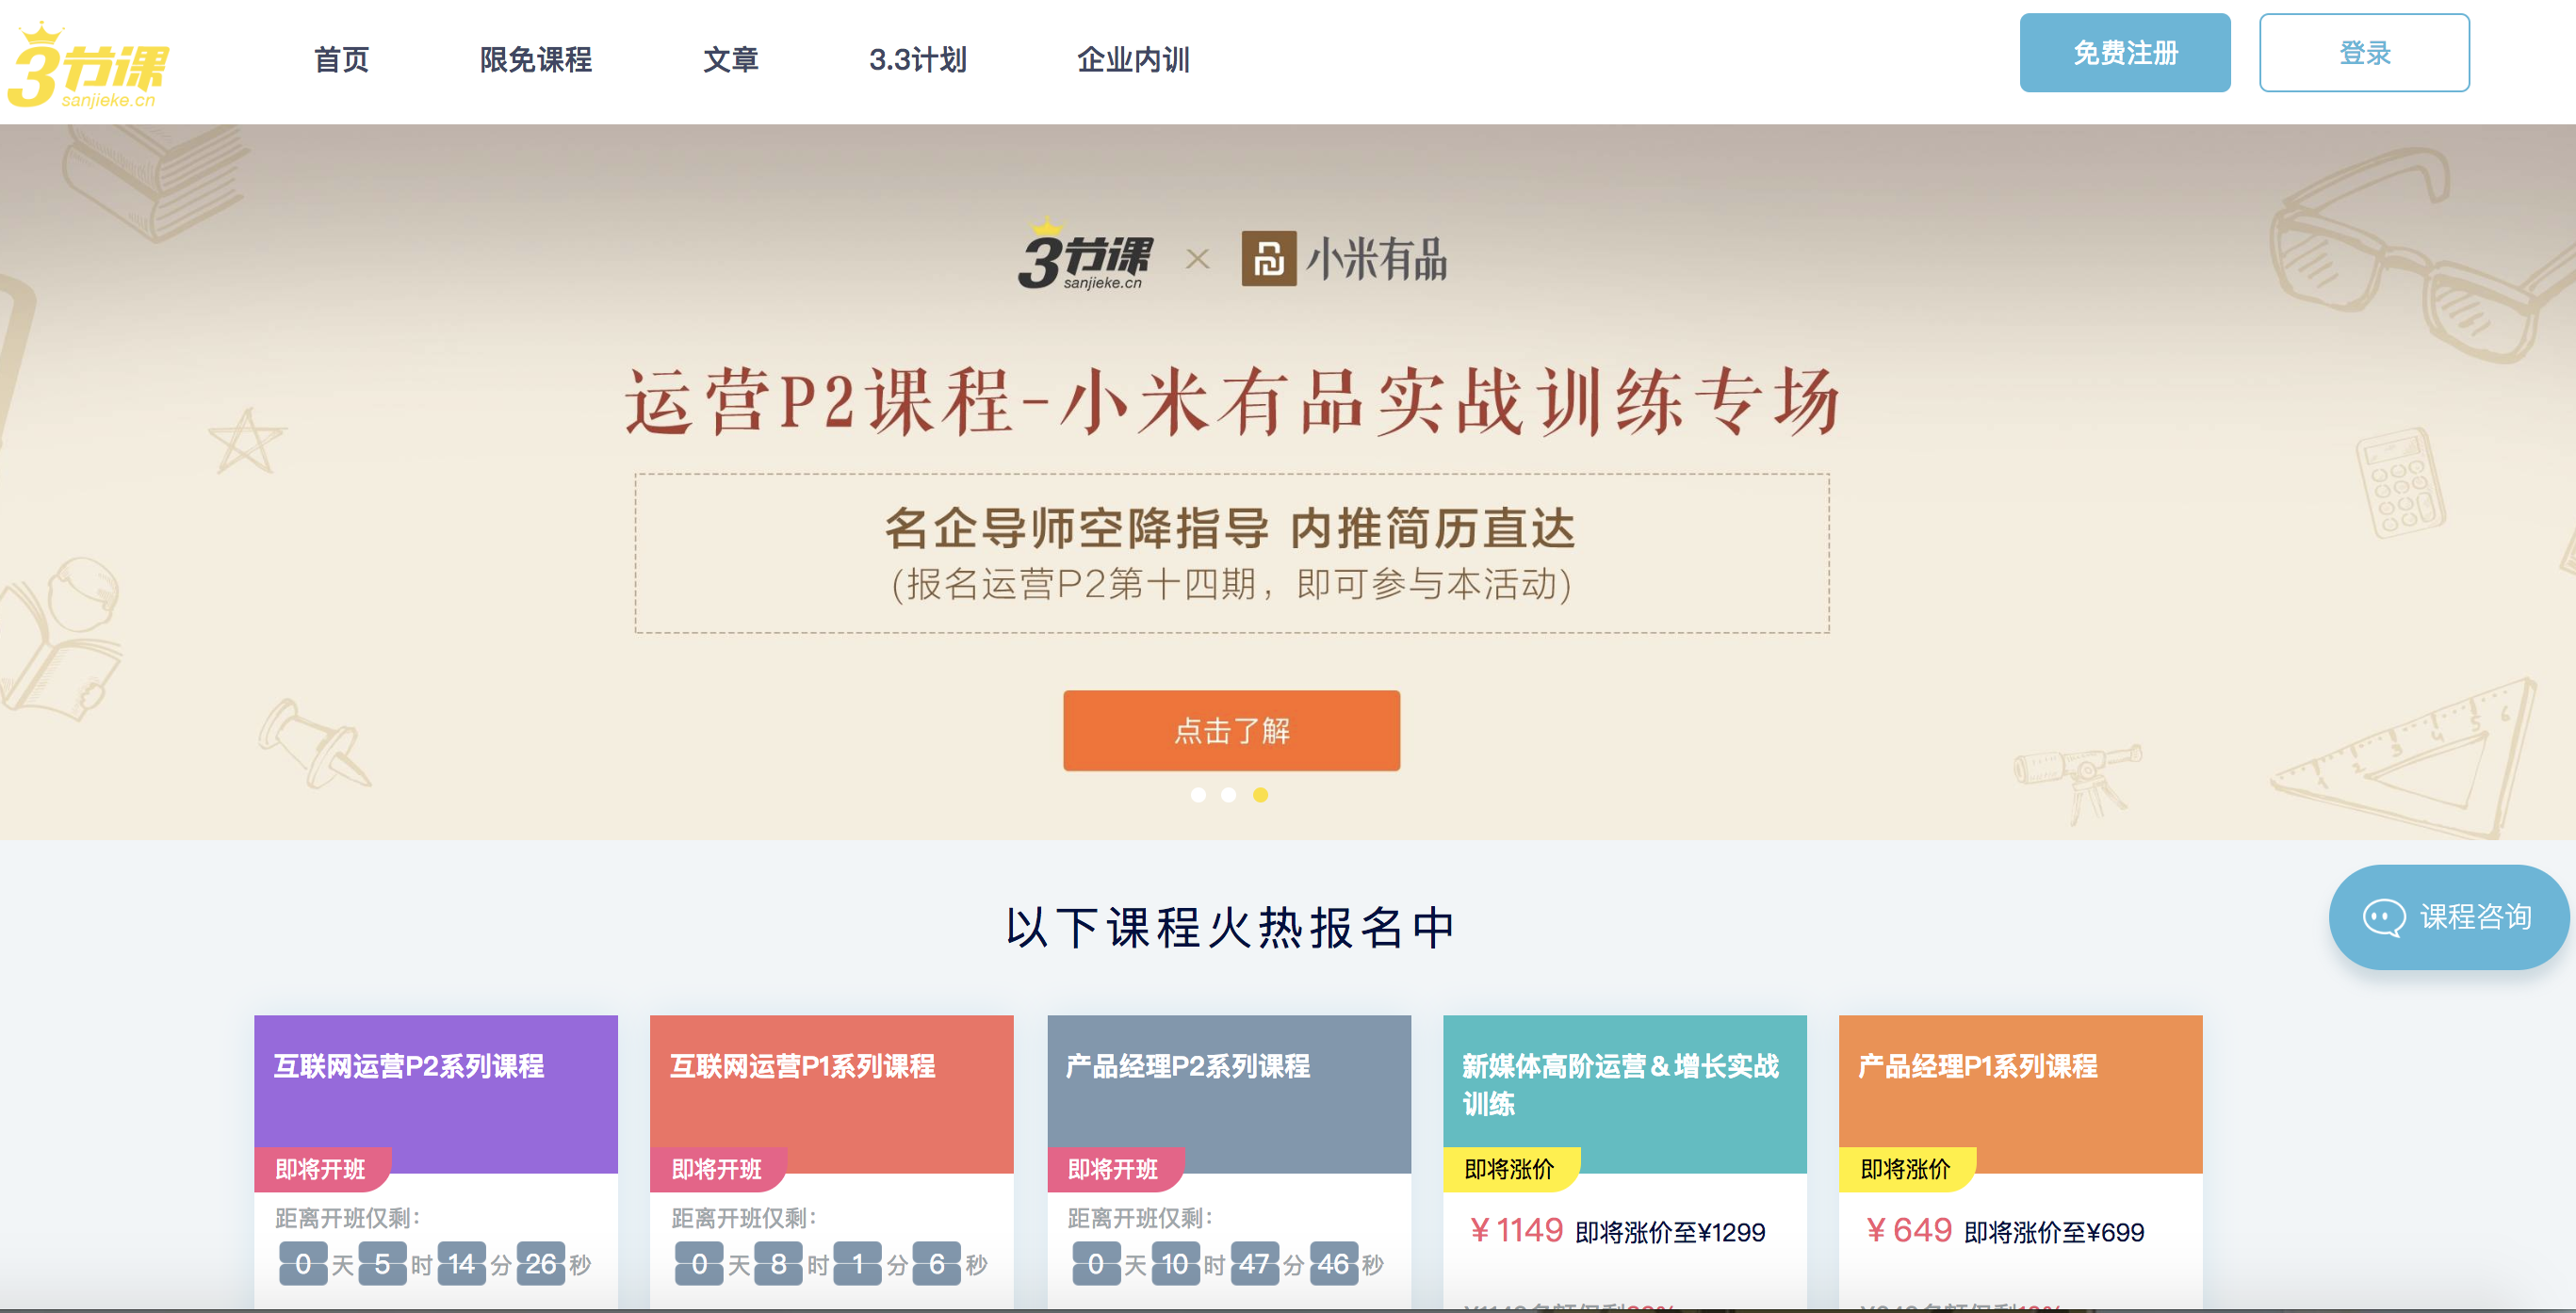 3节课
sanjieke.cn
首页 限免课程 文章 3.3计划 企业内训 免费注册 登录
3节课 × 小米有品
sanjieke.cn
运营P2课程-小米有品实战训练专场
名企导师空降指导 内推简历直达
(报名运营P2第十四期，即可参与本活动)
点击了解
以下课程火热报名中
课程咨询
互联网运营P2系列课程
即将开班
距离开班仅剩：
0天5时14分26秒
互联网运营P1系列课程
即将开班
距离开班仅剩：
0天8时1分6秒
产品经理P2系列课程
即将开班
距离开班仅剩：
0天10时47分46秒
新媒体高阶运营&增长实战
训练
即将涨价
¥1149 即将涨价至¥1299
产品经理P1系列课程
即将涨价
¥649 即将涨价至¥699